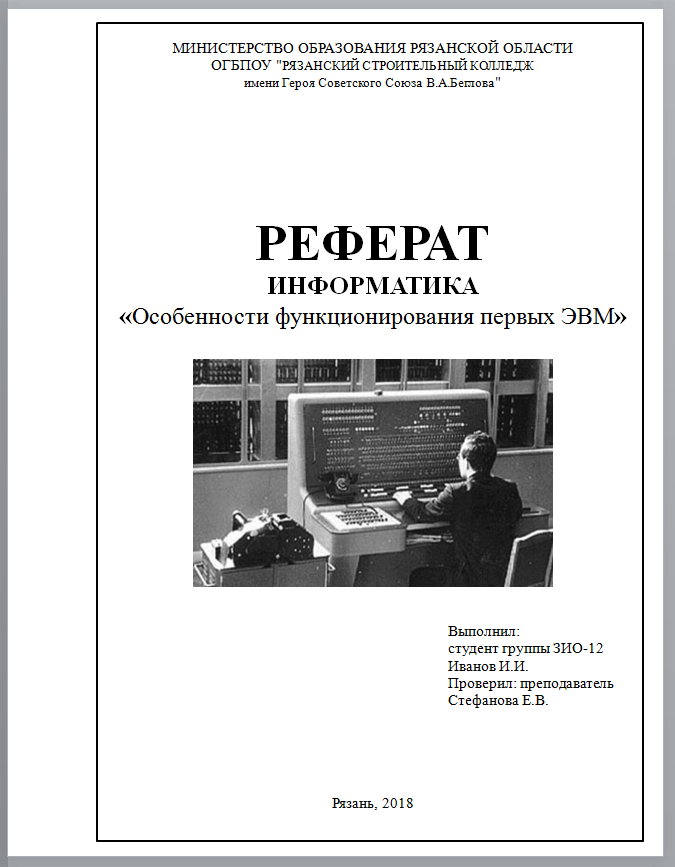 МИНИСТЕРСТВО ОБРАЗОВАНИЯ РЯЗАНСКОЙ ОБЛАСТИ
ОГБПОУ "РЯЗАНСКИЙ СТРОИТЕЛЬНЫЙ КОЛЛЕДЖ
имени Героя Советского Союза В.А.Беглова"
РЕФЕРАТ
ИНФОРМАТИКА
«Особенности функционирования первых ЭВМ»
Выполнил:
студент группы ЗИО-12
Иванов И.И.
Проверил: преподаватель
Стефанова Е.В.
Рязань, 2018